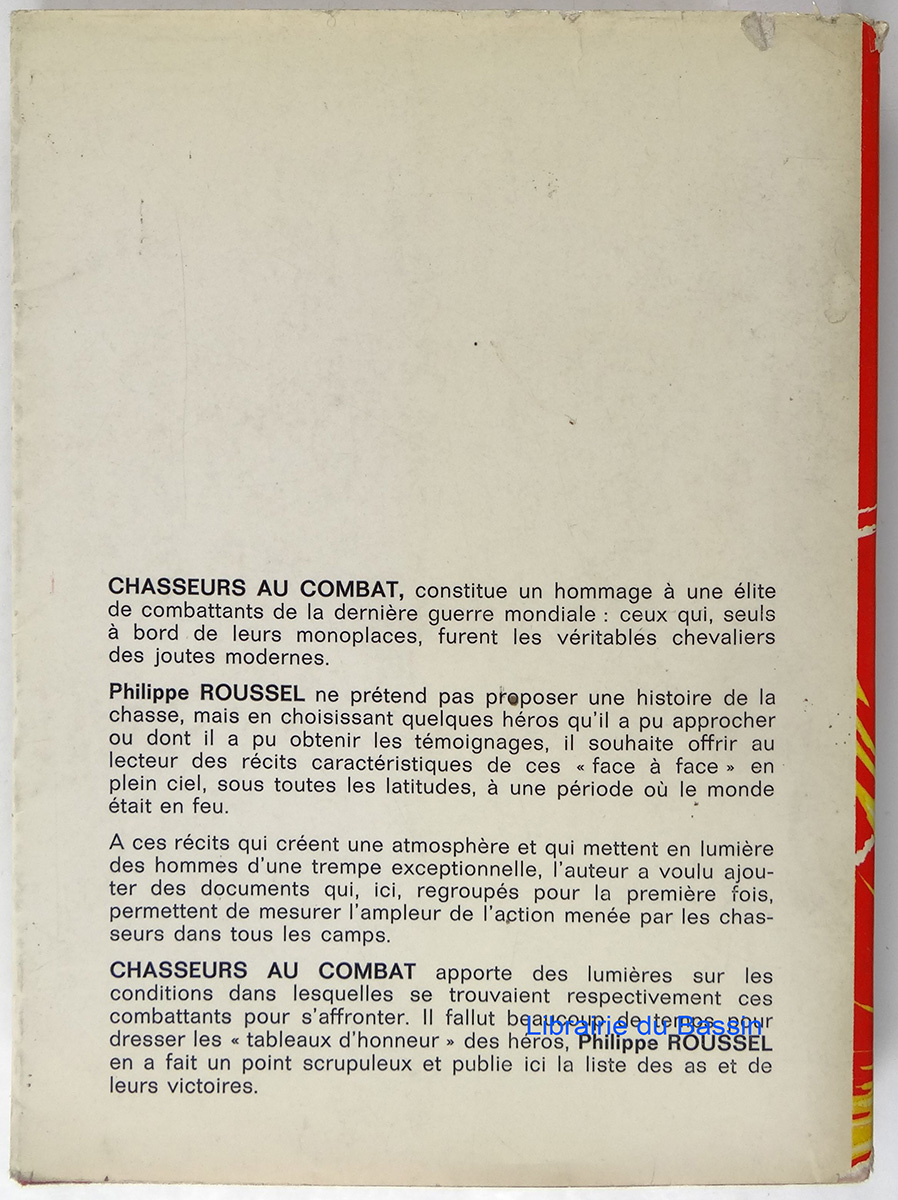 CHASSEURS AU COMBAT, constitue un hommage à une élite
de combattants de la dernière guerre mondiale : ceux qui, seuls
à bord de leurs monoplaces, furent les véritables chevaliers
des joutes modernes.
Philippe ROUSSEL ne prétend pas proposer une histoire de la
chasse, mais en choisissant quelques héros qu'il a pu approcher
ou dont il a pu obtenir les témoignages, il souhaite offrir au
lecteur des récits caractéristiques de ces « face à face » en
plein ciel, sous toutes les latitudes, à une période où le monde
était en feu.
A ces récits qui créent une atmosphère et qui mettent en lumière
des hommes d'une trempe exceptionnelle, l'auteur a voulu ajou-
ter des documents qui, ici, regroupés pour la première fois,
permettent de mesurer l'ampleur de l'action menée par les chas-
seurs dans tous les camps.
CHASSEURS AU COMBAT apporte des lumières sur les
conditions dans lesquelles se trouvaient respectivement ces
combattants pour s'affronter. Il fallut beaucoup de temps pour
Librairie du Bassin
dresser les « tableaux d'honneur » des héros, Philippe ROUSSEL
en a fait un point scrupuleux et publie ici la liste des as et de
leurs victoires.